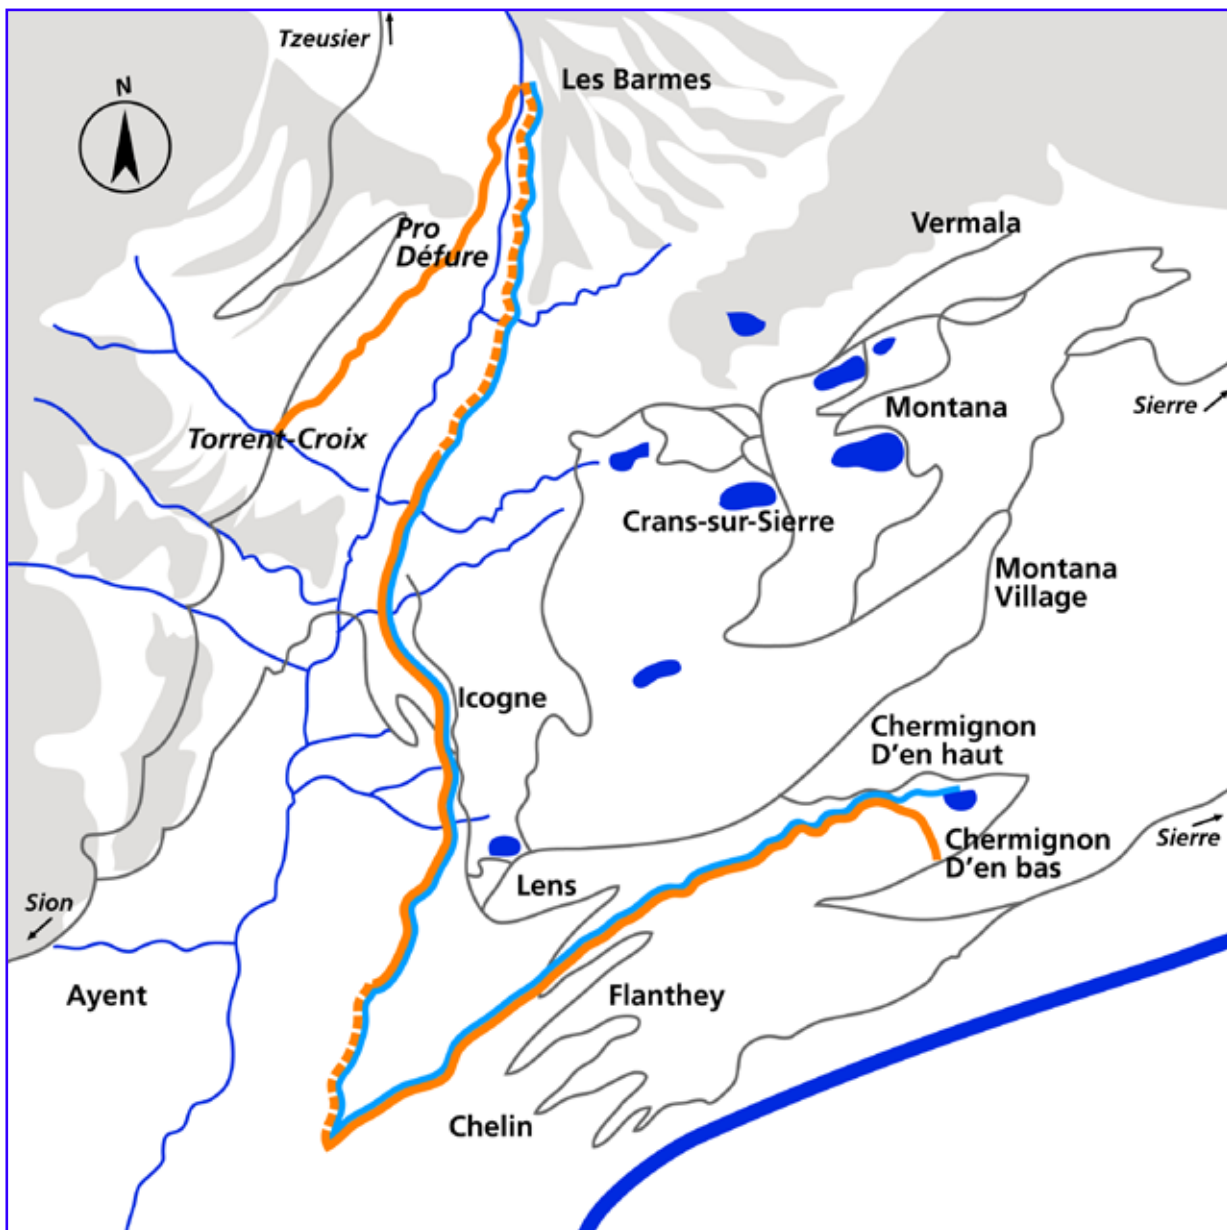 Tzeusier
Les Barmes
N
Vermala
Pro
Défure
Sierre
Montana
Torrent-Croix
Crans-sur-Sierre
Montana
Village
Icogne
Chermignon
D'en haut
Chermignon
D'en bas
Sierre
Lens
Sion
Ayent
Flanthey
Chelin